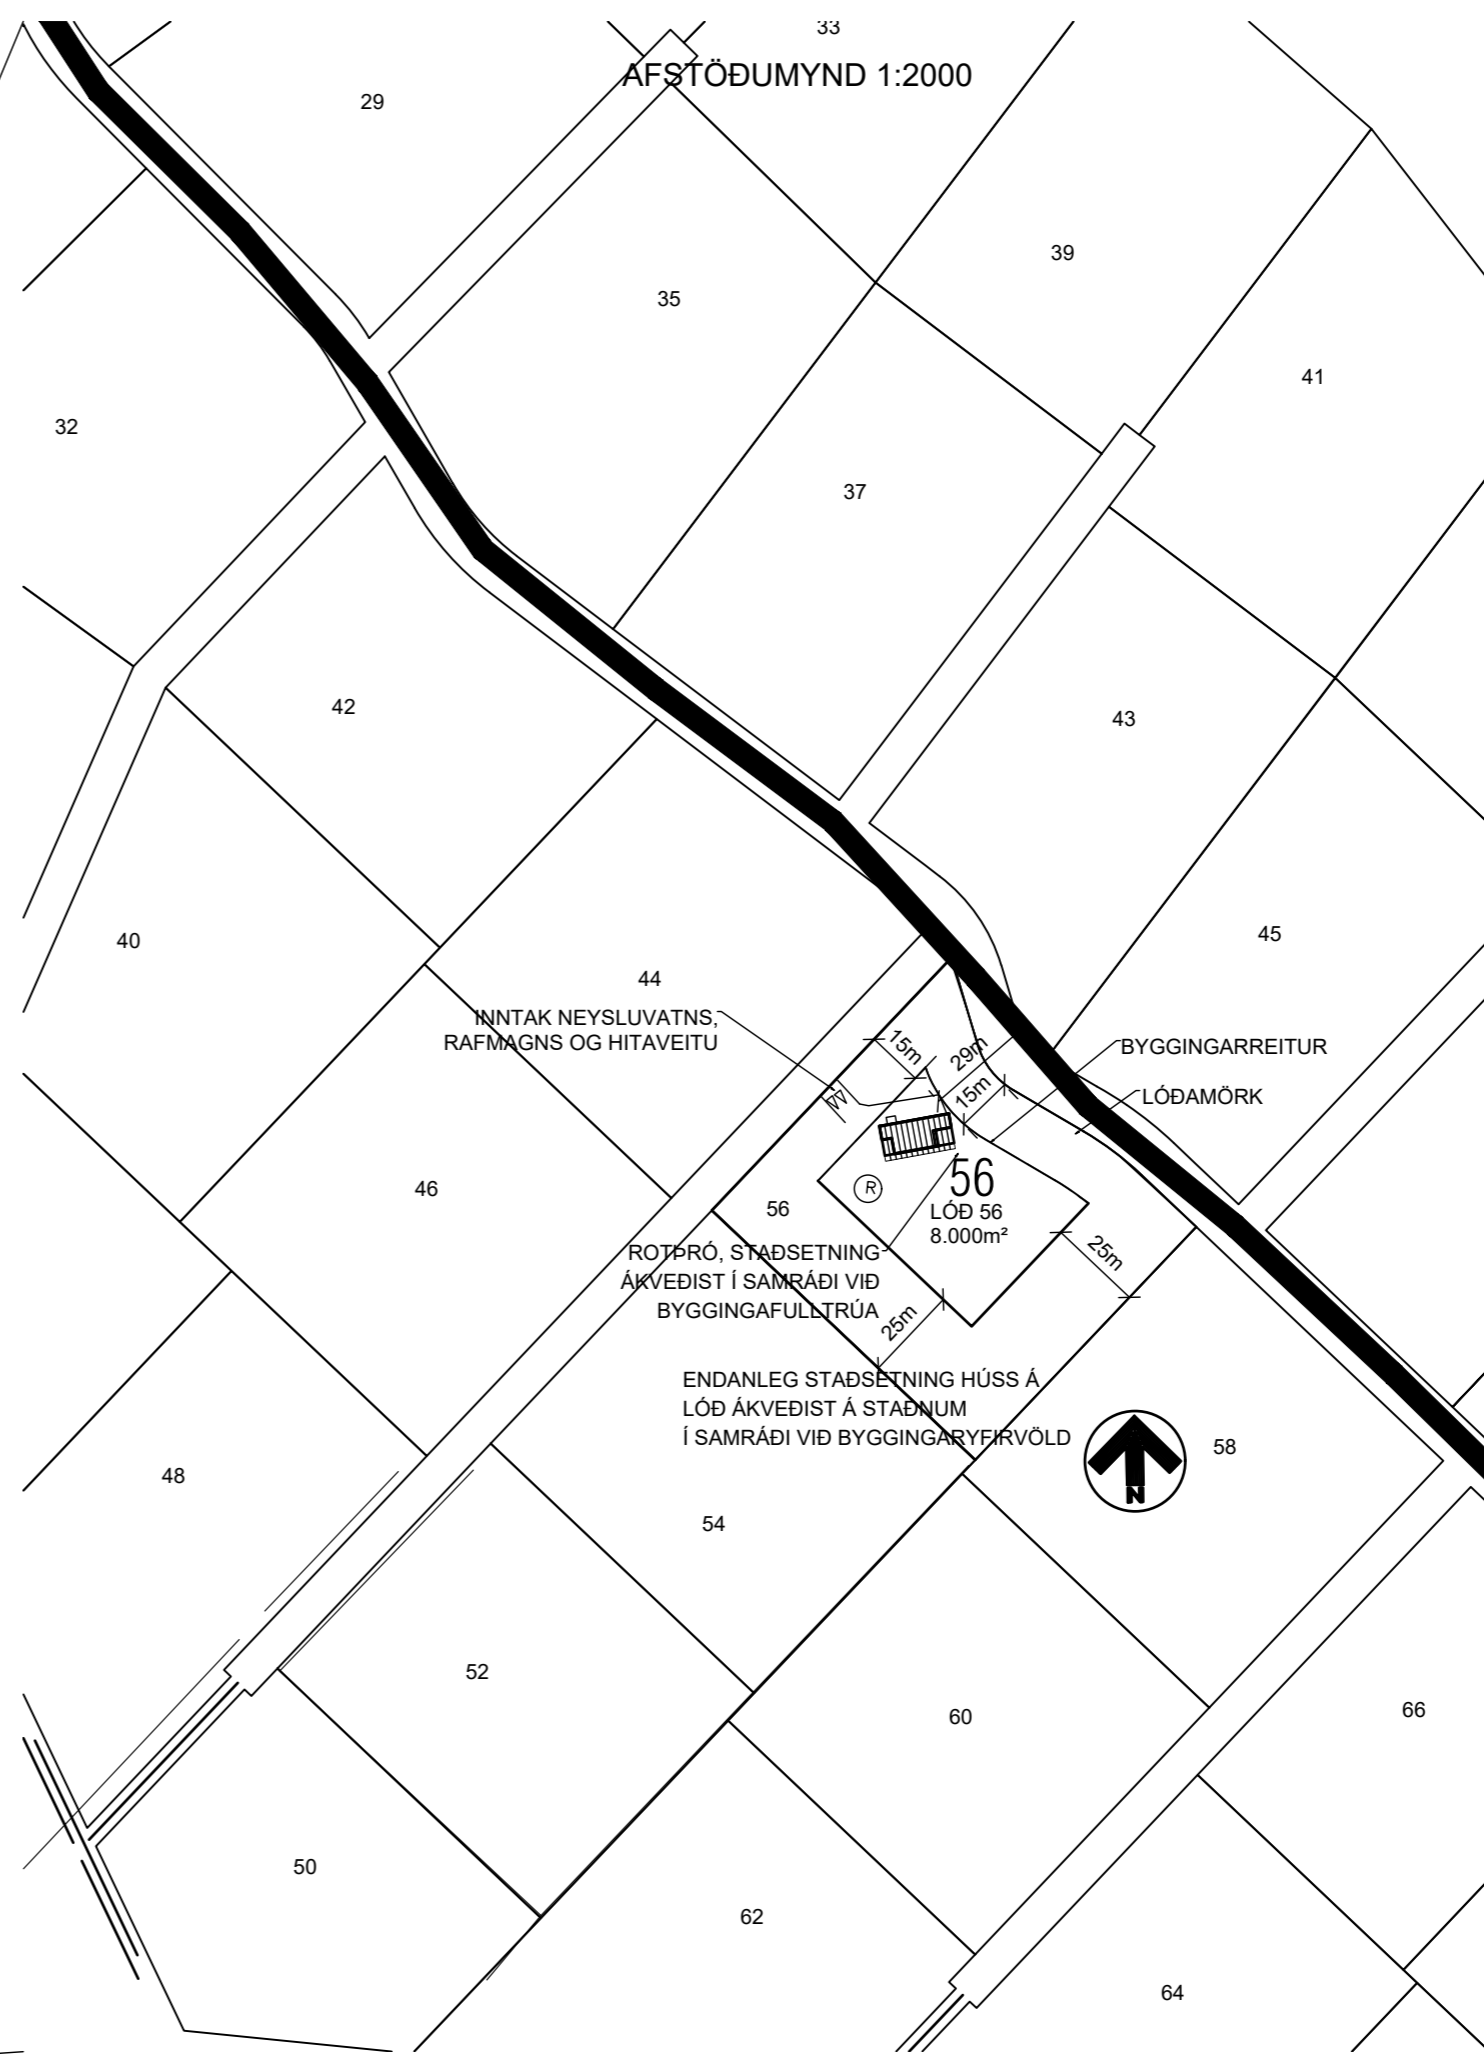 33
AFSTÖÐUMYND 1:2000
29
39
35
41
32
37
42
43
45
40
44
INNTAK NEYSLUVATNS,
RAFMAGNS OG HITAVEITU
15m
29m
15m
BYGGINGARREITUR
LÓÐAMÖRK
46
56
R
56
LÓÐ 56
8.000m²
ROTÞRÓ, STAÐSETNING
ÁKVEÐIST Í SAMRÁÐI VIÐ
BYGGINGAFULLTRÚA
25m
25m
ENDANLEG STAÐSETNING HÚSS Á
LÓÐ ÁKVEÐIST Á STAÐNUM
Í SAMRÁÐI VIÐ BYGGINGARYFIRVÖLD
N
58
48
54
52
60
66
50
62
64